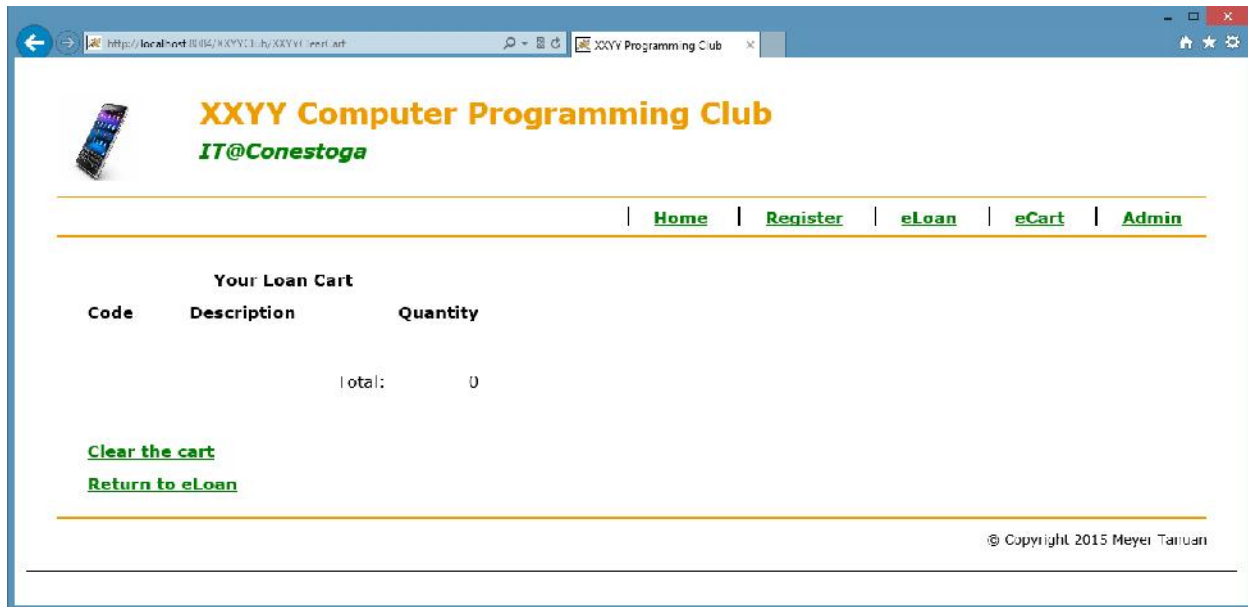 XXYY Programming Club
XXYY Computer Programming Club
IT@Conestoga
Home Register eLoan eCart Admin
Your Loan Cart
Code Description Quantity
Total: 0
Clear the cart
Return to eLoan
© Copyright 2015 Meyer Tanuan